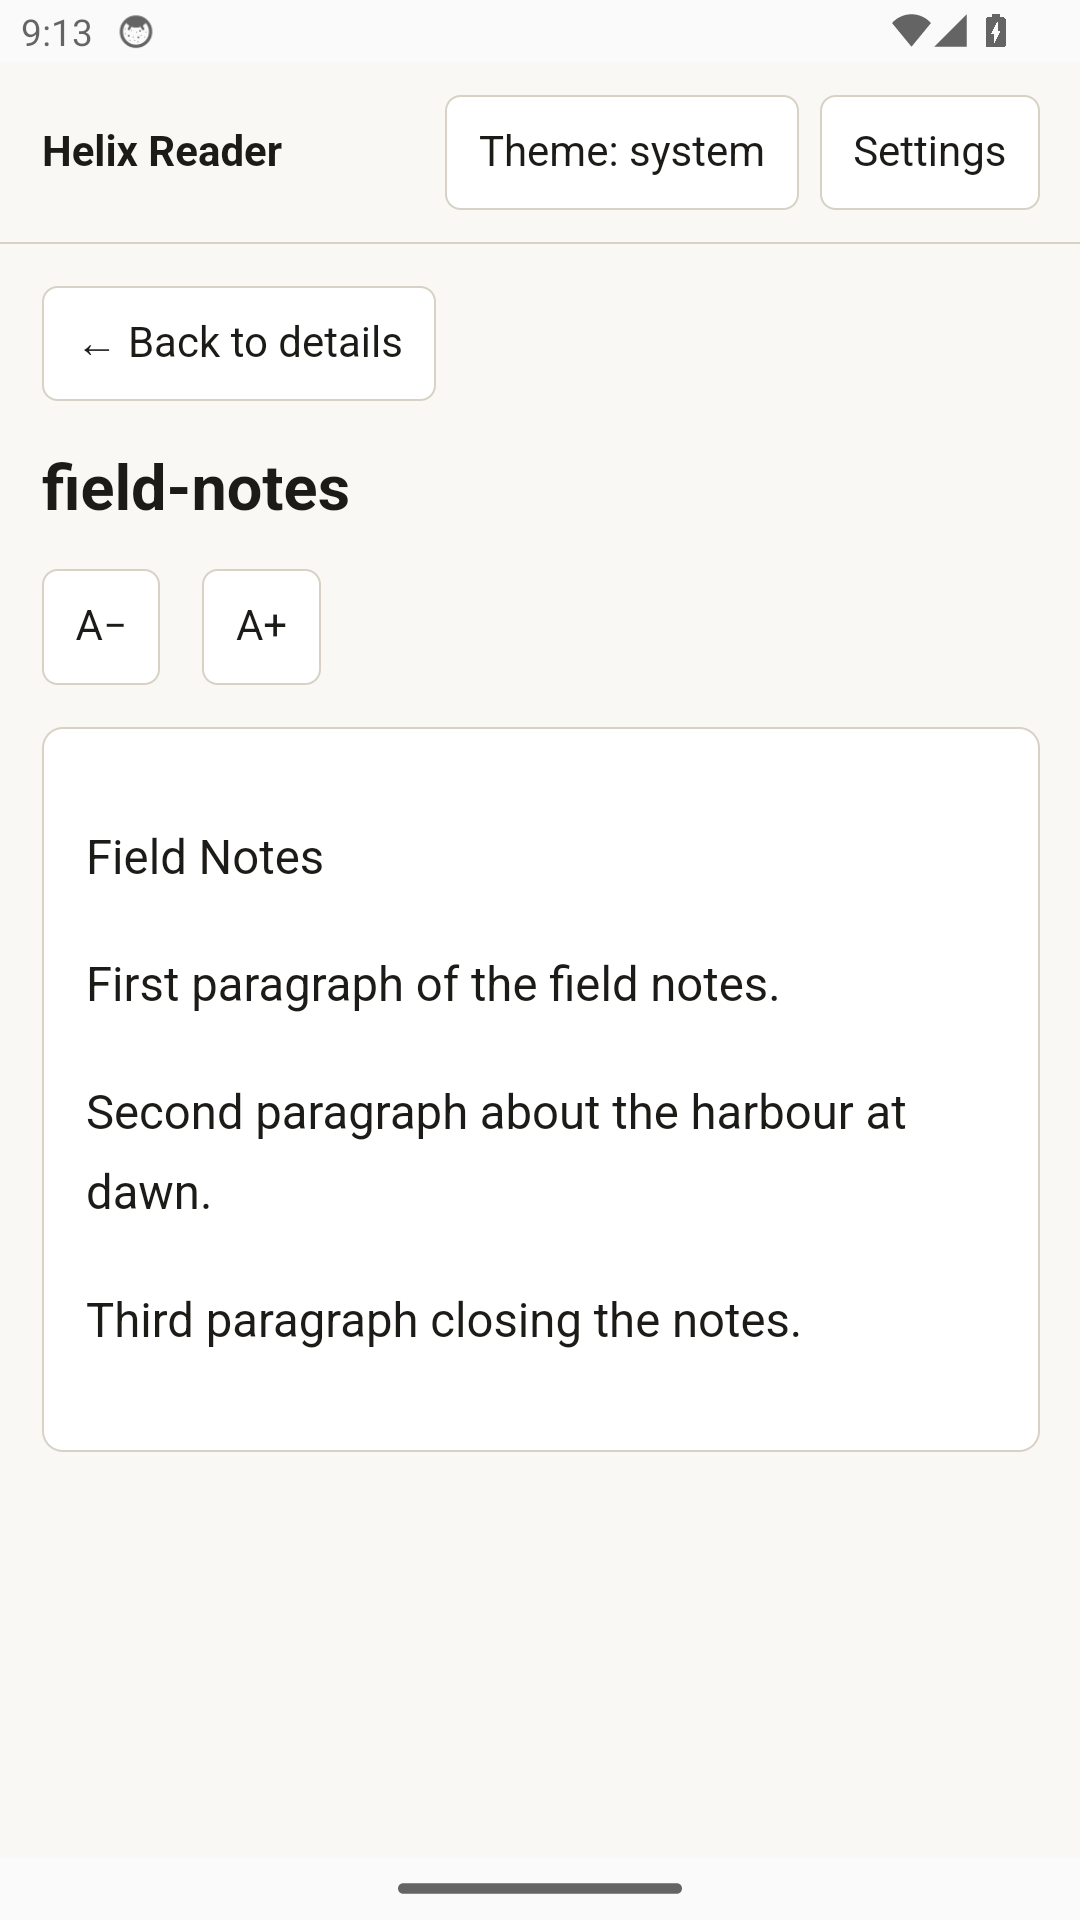 9:13
Helix Reader
Theme: system
Settings
← Back to details
field-notes
A−
A+
Field Notes
First paragraph of the field notes.
Second paragraph about the harbour at
dawn.
Third paragraph closing the notes.